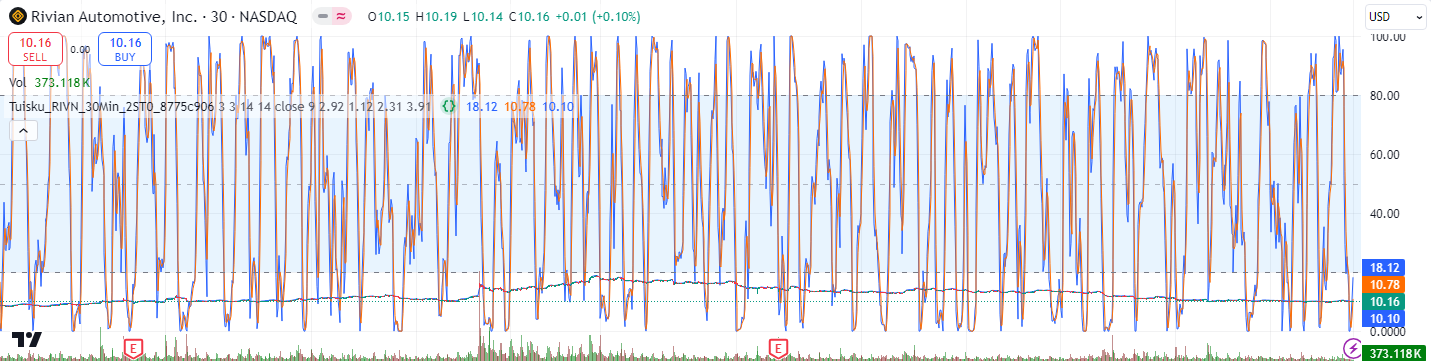 Rivian Automotive, Inc. · 30 · NASDAQ O10.15 H10.19 L10.14 C10.16 +0.01 (+0.10%)
USD
10.16 SELL
0.00
10.16 BUY
Vol 373.118 K
Tuisku_RIVN_30Min_2ST0_8775c906 3 3 14 14 close 9 2.92 1.12 2.31 3.91 {} 18.12 10.78 10.10
100.00
80.00
60.00
40.00
18.12
10.78
10.16
10.10
0.0000
373.118 K
E
E